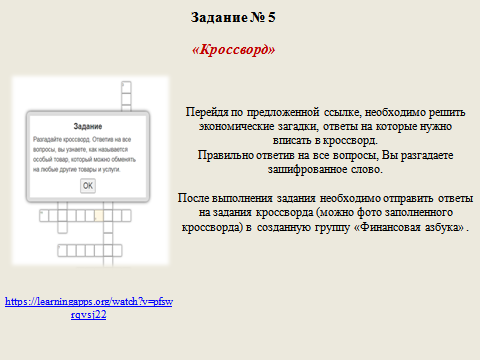 Задание № 5
«Кроссворд»
Задание
Разгадайте кроссворд. Ответив на все
вопросы, вы узнаете, как называется
особый товар, который можно обменять
на любые другие товары и услуги.
OK
Перейдя по предложенной ссылке, необходимо решить
экономические загадки, ответы на которые нужно
вписать в кроссворд.
Правильно ответив на все вопросы, Вы разгадаете
зашифрованное слово.
После выполнения задания необходимо отправить ответы
на задания кроссворда (можно фото заполненного
кроссворда) в созданную группу «Финансовая азбука» .
https://learningapps.org/watch?v=pfsw
rqvsj22